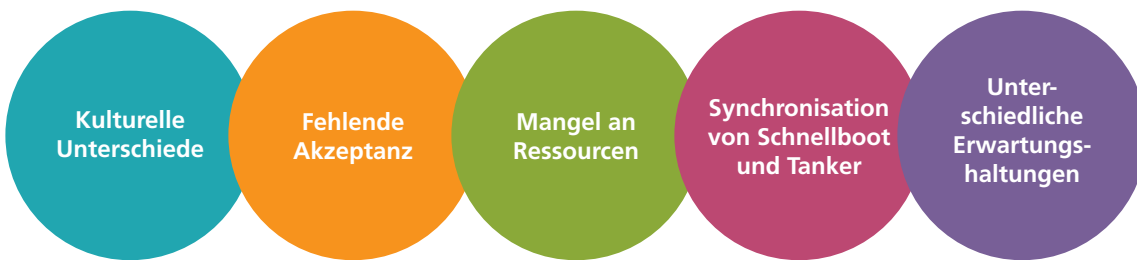 Kulturelle
Unterschiede
Fehlende
Akzeptanz
Mangel an
Ressourcen
Synchronisation
von Schnellboot
und Tanker
Unter-
schiedliche
Erwartungs-
haltungen